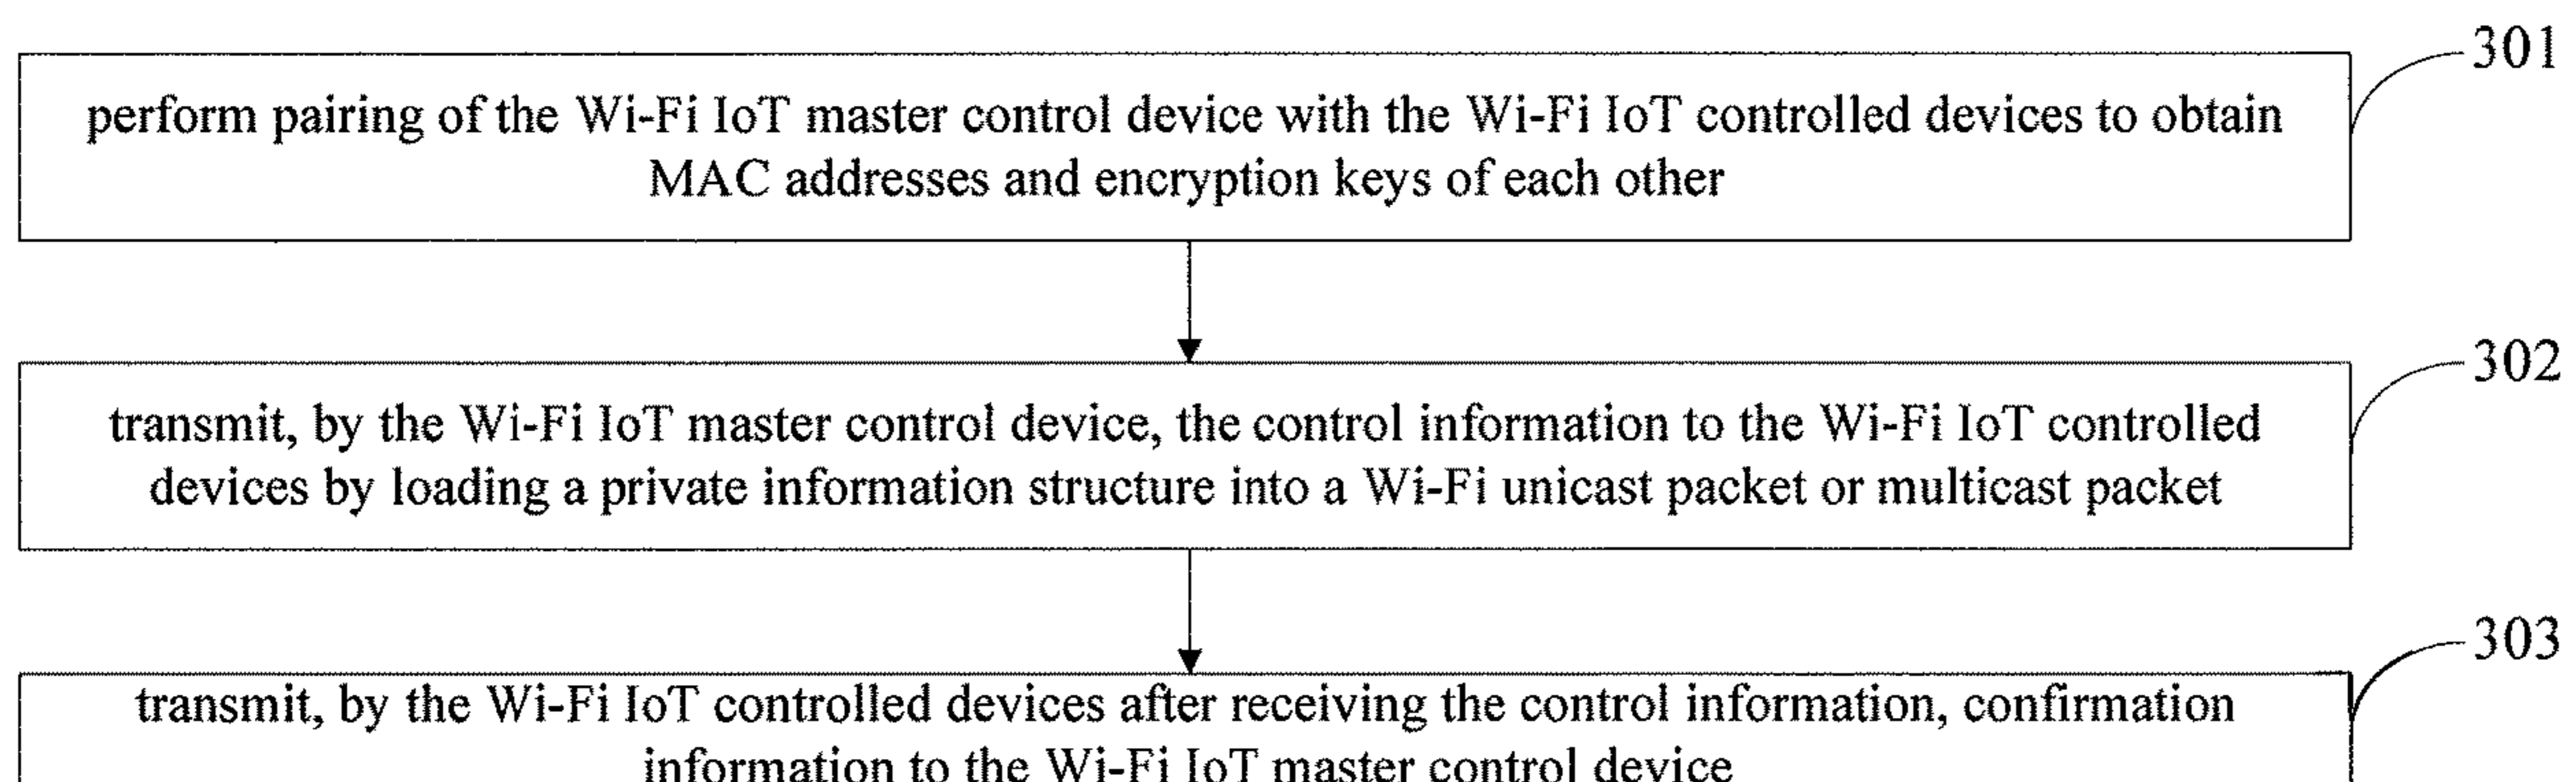 301
perform pairing of the Wi-Fi IoT master control device with the Wi-Fi IoT controlled devices to obtain
MAC addresses and encryption keys of each other
302
transmit, by the Wi-Fi IoT master control device, the control information to the Wi-Fi IoT controlled
devices by loading a private information structure into a Wi-Fi unicast packet or multicast packet
303
transmit, by the Wi-Fi IoT controlled devices after receiving the control information, confirmation
information to the Wi-Fi IoT master control device